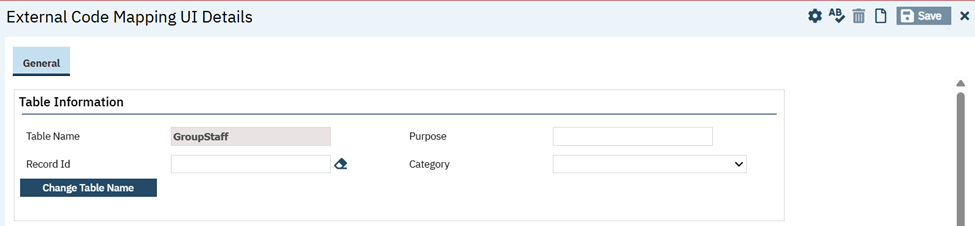 External Code Mapping UI Details
AB
Save
General
Table Information
Table Name GroupStaff Purpose
Record Id Category
Change Table Name